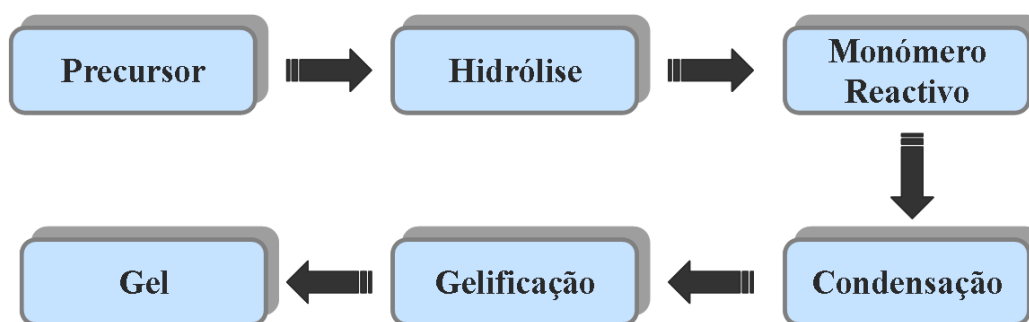 Precursor
Hidrólise
Monómero
Reactivo
Condensação
Gelificação
Gel